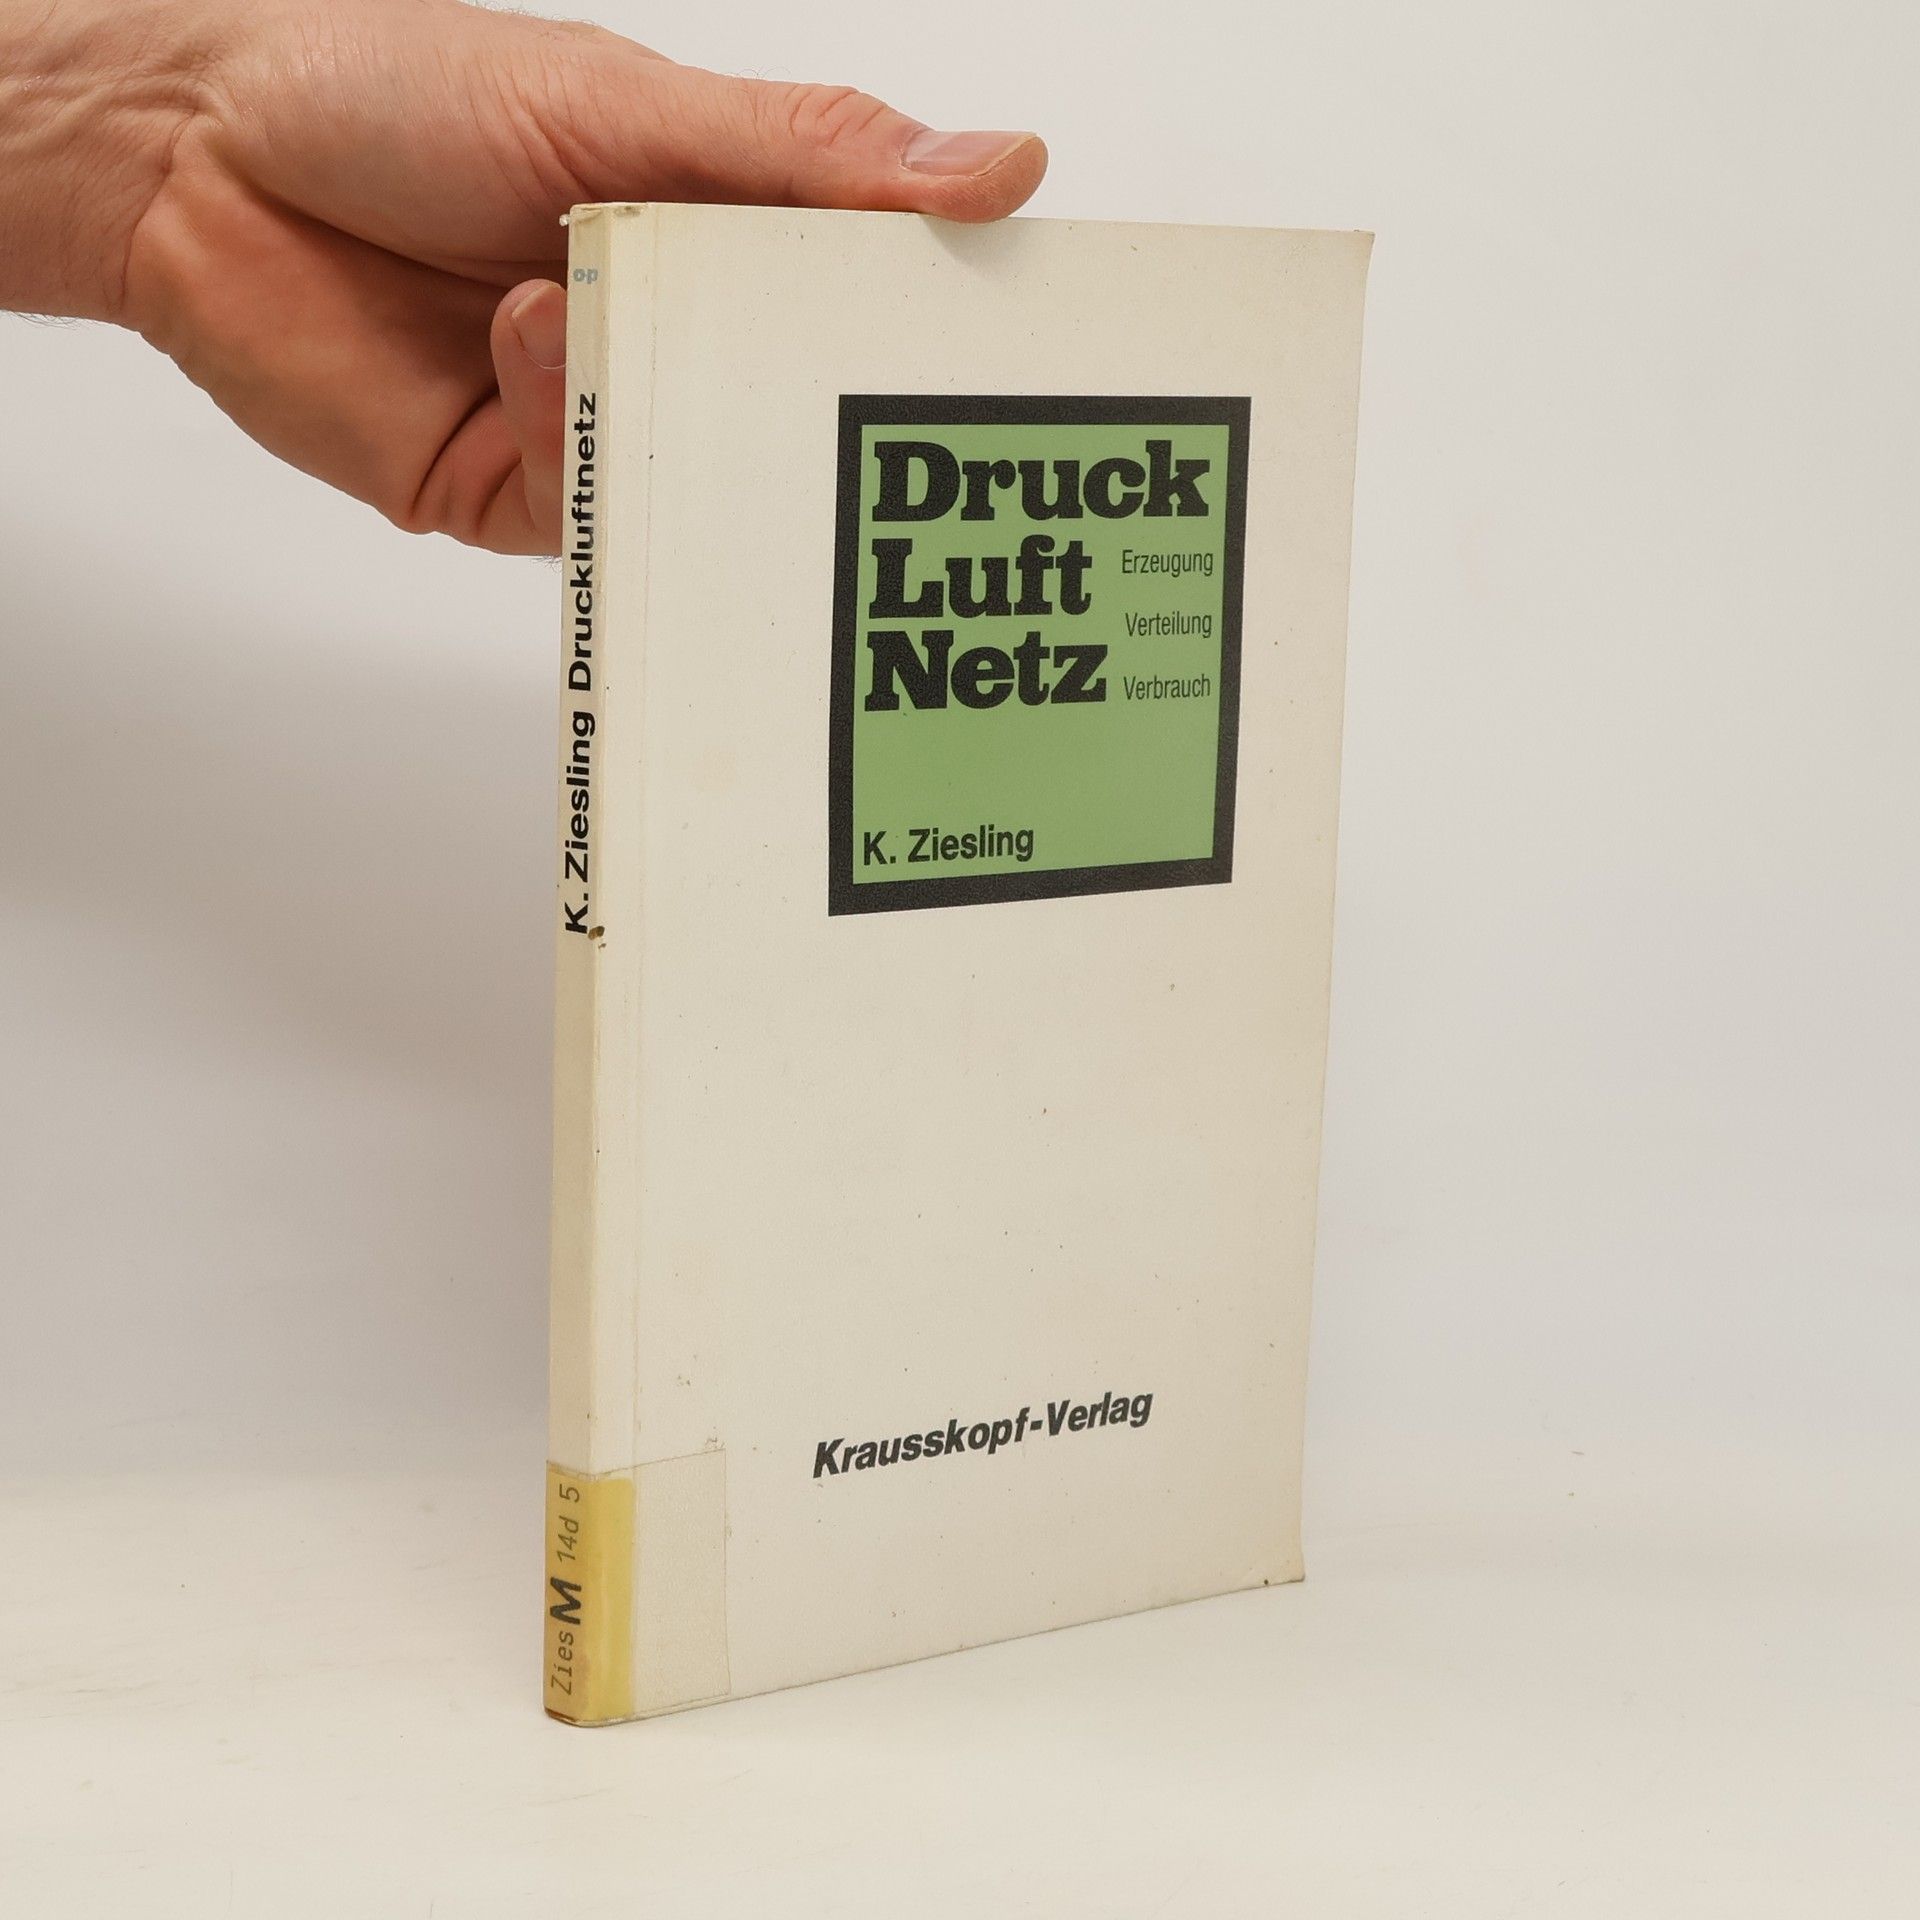 op
K. Ziesling Druckluftnetz
Zies M 14d 5
Druck
Luft
Netz
Erzeugung
Verteilung
Verbrauch
K. Ziesling
Krausskopf-Verlag